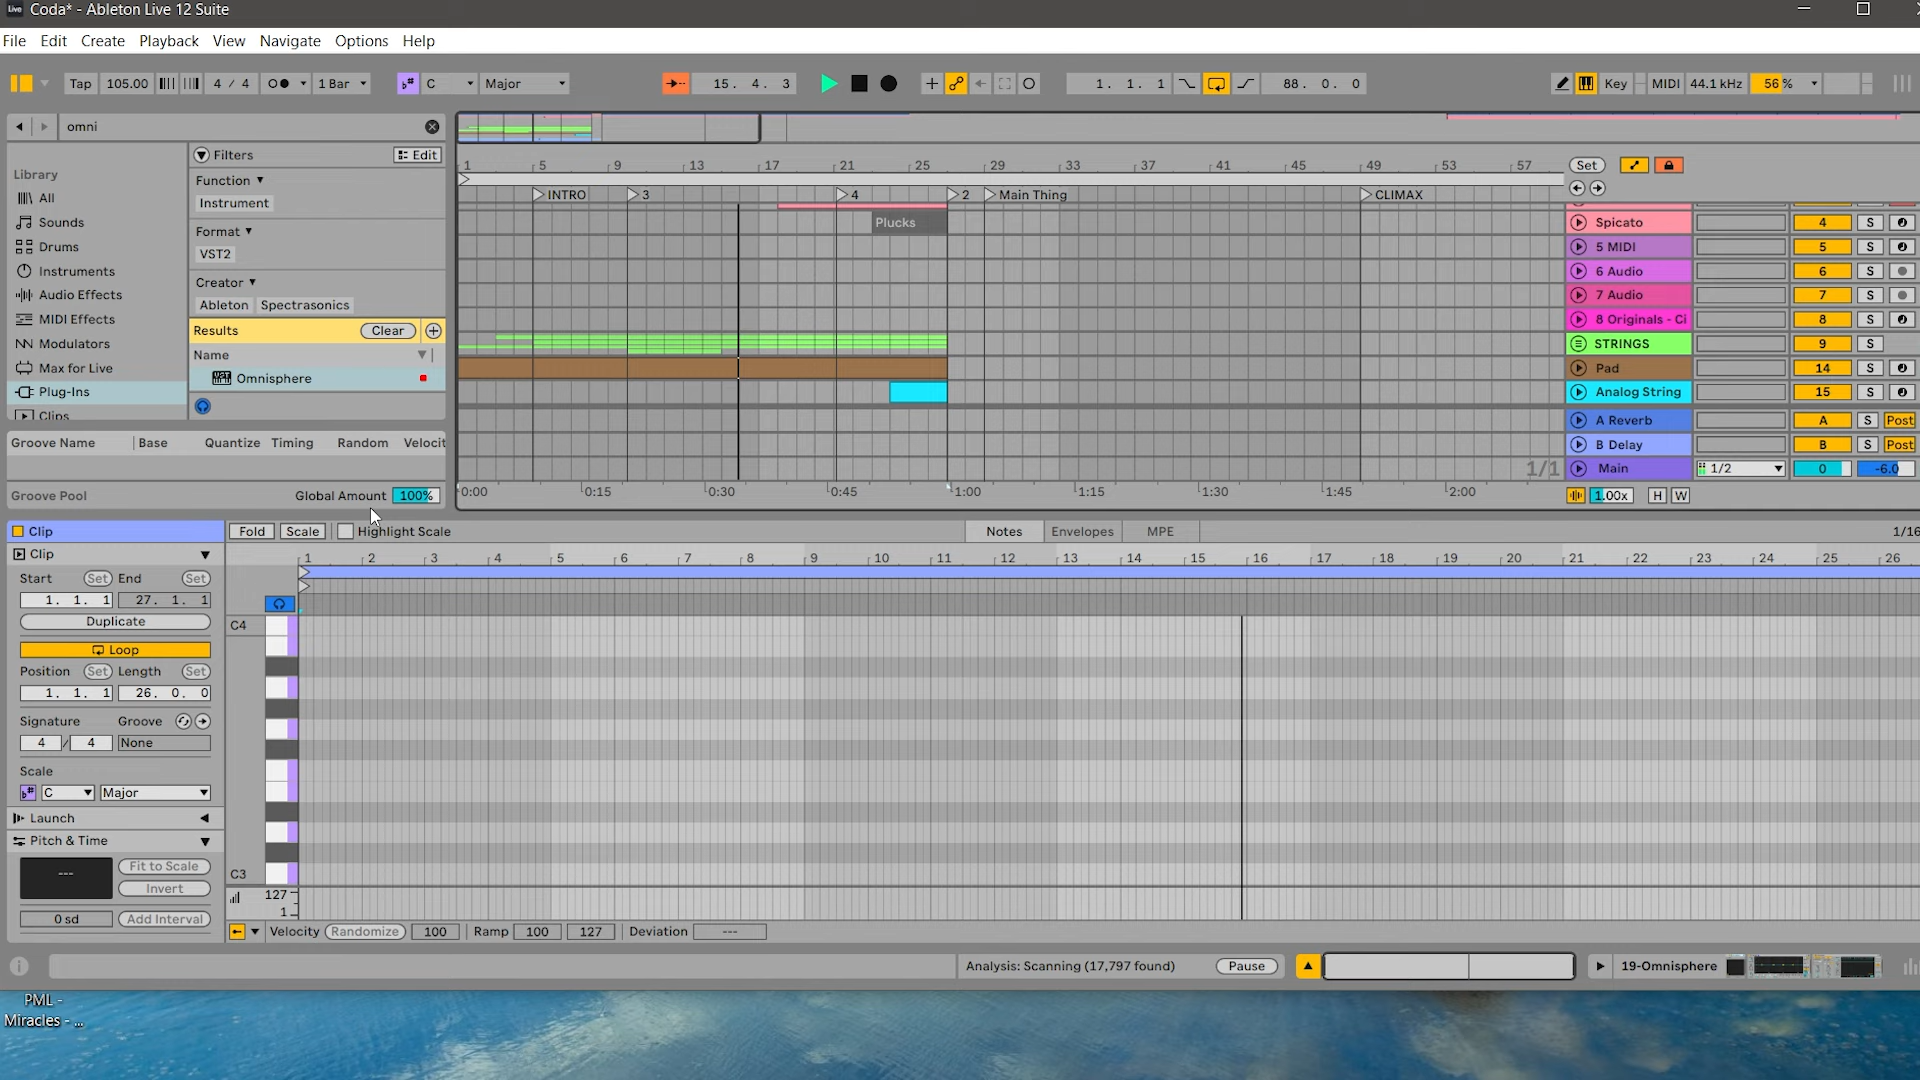 Live Coda* - Ableton Live 12 Suite
File Edit Create Playback View Navigate Options Help
Tap 105.00 4 / 4 1 Bar C Major 15. 4. 3 1. 1. 1 88. 0. 0 Key MIDI 44.1 kHz 56 %
omni
Filters Edit
Library
All
Sounds
Drums
Instruments
Audio Effects
MIDI Effects
Modulators
Max for Live
Plug-Ins
Clips
Function
Instrument
Format
VST2
Creator
Ableton Spectrasonics
Results Clear
Name
Omnisphere
Groove Name Base Quantize Timing Random Velocit
Groove Pool Global Amount 100%
1 5 9 13 17 21 25 29 33 37 41 45 49 53 57
INTRO 3 4 2 Main Thing CLIMAX
Plucks
1/1
0:00 0:15 0:30 0:45 1:00 1:15 1:30 1:45 2:00
Set
Spicato 4 S
5 MIDI 5 S
6 Audio 6 S
7 Audio 7 S
8 Originals - Ci 8 S
STRINGS 9 S
Pad 14 S
Analog String 15 S
A Reverb A S Post
B Delay B S Post
Main 1/2 0 -6.0
1.00x H W
Clip
Clip
Start Set End Set
1. 1. 1 27. 1. 1
Duplicate
Loop
Position Set Length Set
1. 1. 1 26. 0. 0
Signature Groove
4 / 4 None
Scale
C Major
Launch
Pitch & Time
--- Fit to Scale
Invert
0 sd Add Interval
Fold Scale Highlight Scale Notes Envelopes MPE 1/16
1 2 3 4 5 6 7 8 9 10 11 12 13 14 15 16 17 18 19 20 21 22 23 24 25 26
C4
C3
127
1
Velocity Randomize 100 Ramp 100 127 Deviation ---
Analysis: Scanning (17,797 found) Pause 19-Omnisphere
PML -
Miracles - ...